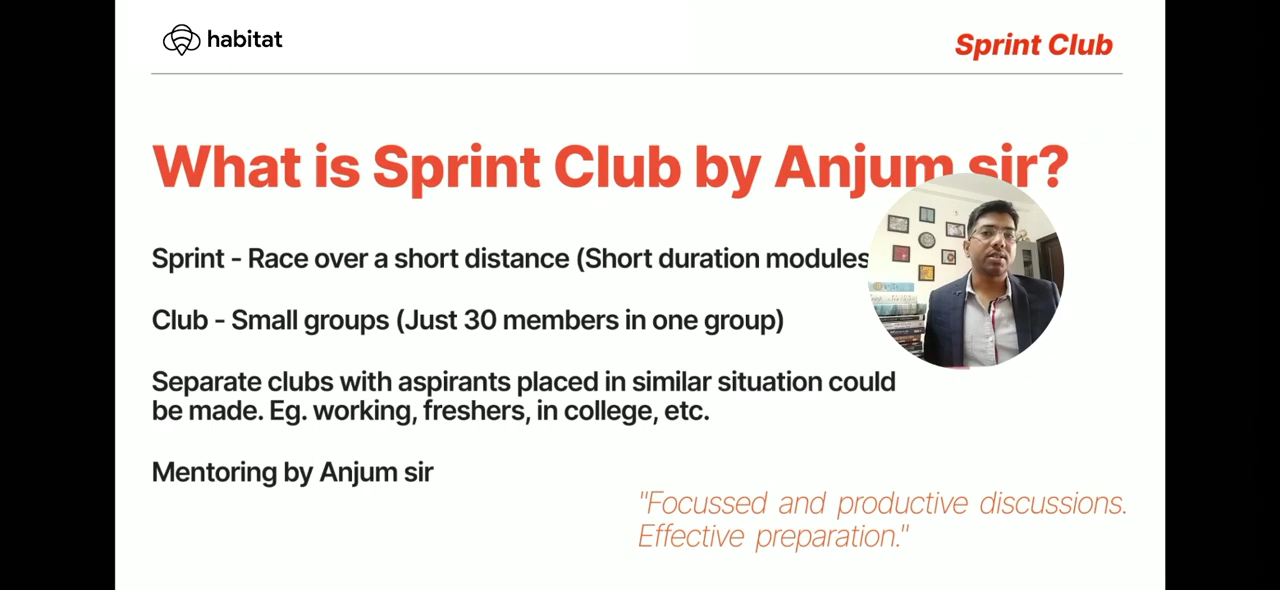 habitat
Sprint Club
What is Sprint Club by Anjum sir?
Sprint - Race over a short distance (Short duration modules
Club - Small groups (Just 30 members in one group)
Separate clubs with aspirants placed in similar situation could
be made. Eg. working, freshers, in college, etc.
Mentoring by Anjum sir
"Focussed and productive discussions.
Effective preparation."